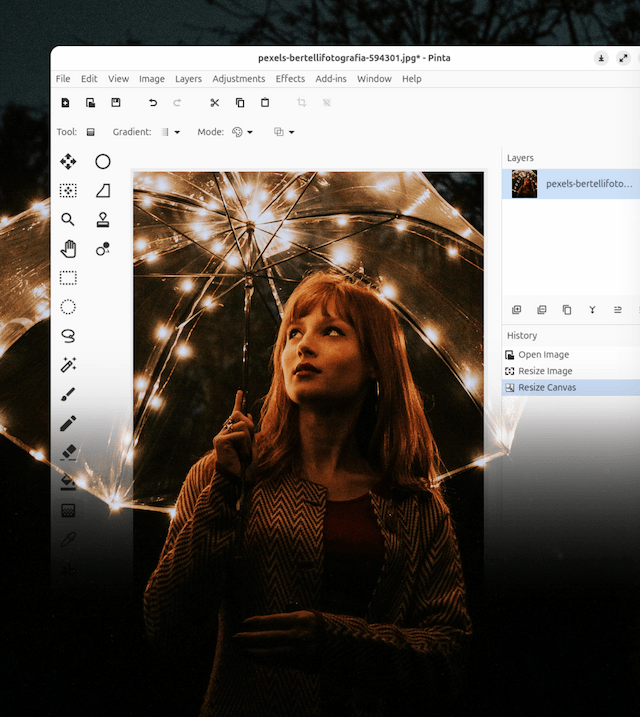 pexels-bertellifotografia-594301.jpg* - Pinta
File Edit View Image Layers Adjustments Effects Add-ins Window Help
Tool: Gradient: Mode:
Layers
pexels-bertellifoto...
History
Open Image
Resize Image
Resize Canvas